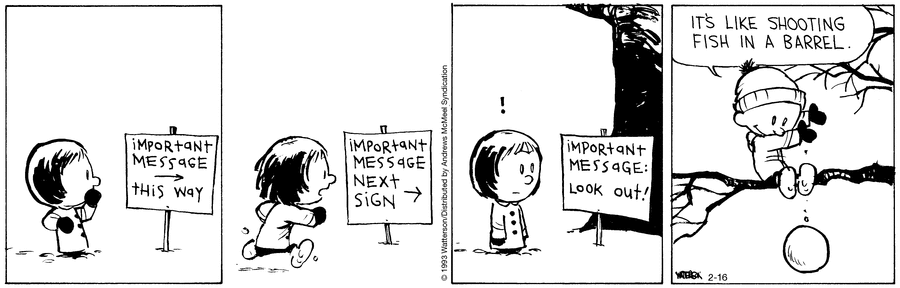 IMPORTANT
MESSAGE
→
THIS WAY
IMPORTANT
MESSAGE
NEXT
SIGN →
© 1993 Watterson/Distributed by Andrews McMeel Syndication
!
IMPORTANT
MESSAGE:
LOOK OUT!
IT'S LIKE SHOOTING
FISH IN A BARREL.
WATTERSON 2-16